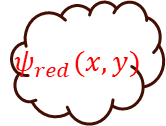 ψ_red (x, y)